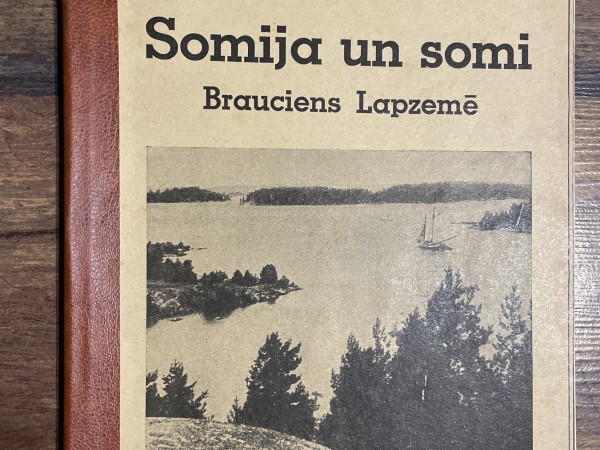 Somija un somi
Brauciens Lapzemē